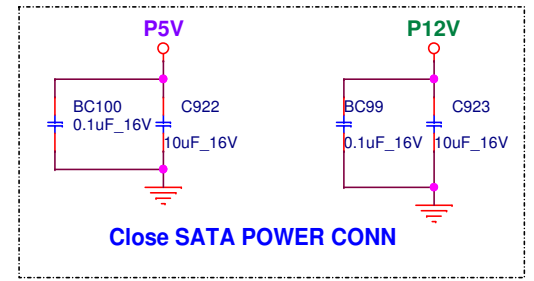 P5V
P12V
BC100
0.1uF_16V
C922
10uF_16V
BC99
0.1uF_16V
C923
10uF_16V
Close SATA POWER CONN